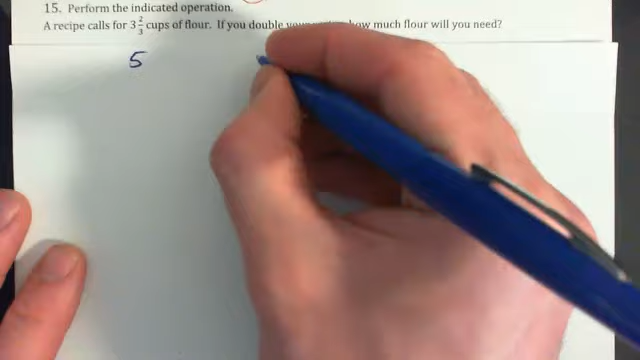 15. Perform the indicated operation.
A recipe calls for 3 2/3 cups of flour. If you double how much flour will you need?
5